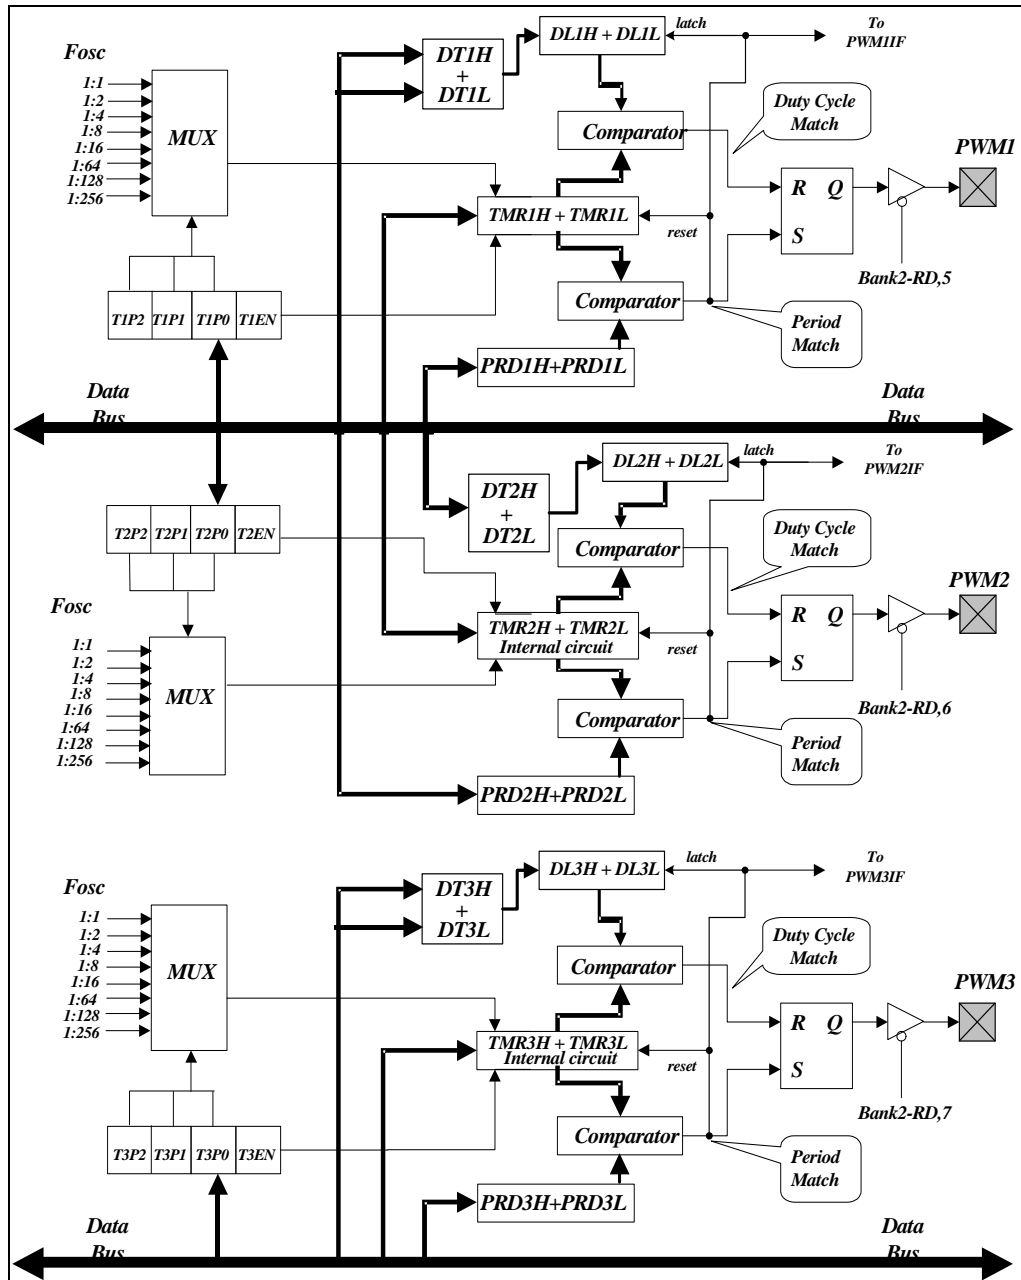 Fosc
1:1
1:2
1:4
1:8
1:16
1:64
1:128
1:256
MUX
T1P2 T1P1 T1P0 T1EN
DT1H
+
DT1L
DL1H + DL1L
latch
To
PWM1IF
Comparator
Duty Cycle
Match
TMR1H + TMR1L
reset
R Q
S
PWM1
Bank2-RD,5
Comparator
Period
Match
PRD1H+PRD1L
Data
Bus
Data
Bus
T2P2 T2P1 T2P0 T2EN
Fosc
1:1
1:2
1:4
1:8
1:16
1:64
1:128
1:256
MUX
DT2H
+
DT2L
DL2H + DL2L
latch
To
PWM2IF
Comparator
Duty Cycle
Match
TMR2H + TMR2L
Internal circuit
reset
R Q
S
PWM2
Bank2-RD,6
Comparator
Period
Match
PRD2H+PRD2L
Fosc
1:1
1:2
1:4
1:8
1:16
1:64
1:128
1:256
MUX
T3P2 T3P1 T3P0 T3EN
DT3H
+
DT3L
DL3H + DL3L
latch
To
PWM3IF
Comparator
Duty Cycle
Match
TMR3H + TMR3L
Internal circuit
reset
R Q
S
PWM3
Bank2-RD,7
Comparator
Period
Match
PRD3H+PRD3L
Data
Bus
Data
Bus